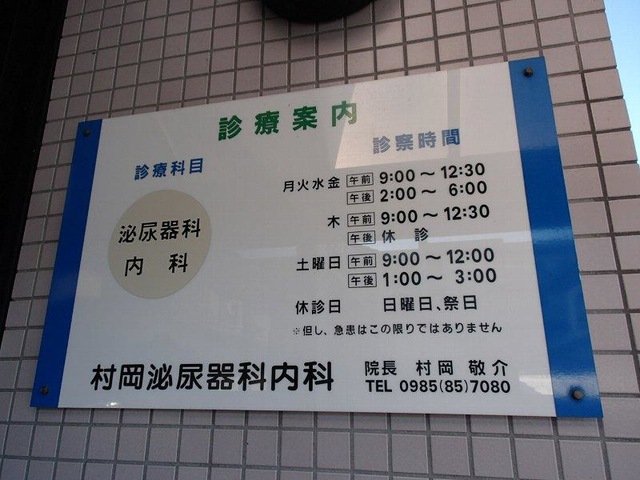 診療案内
診療科目
泌尿器科
内 科
診察時間
月火水金 午前 9:00～12:30
午後 2:00～ 6:00
木 午前 9:00～12:30
午後 休 診
土曜日 午前 9:00～12:00
午後 1:00～ 3:00
休診日 日曜日、祭日
※但し、急患はこの限りではありません
村岡泌尿器科内科
院長 村岡 敬介
TEL 0985(85)7080